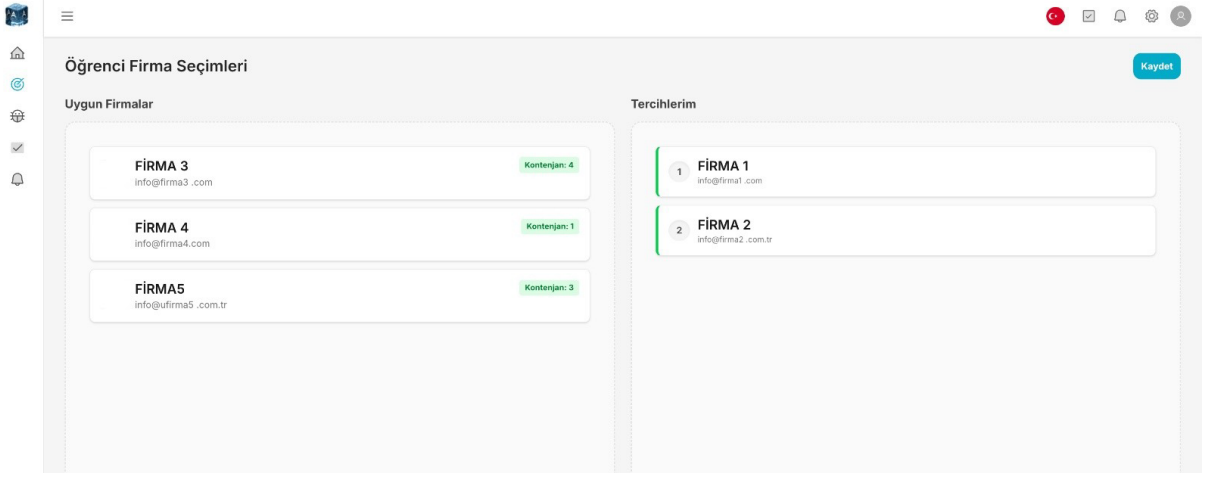 Öğrenci Firma Seçimleri
Kaydet
Uygun Firmalar
FİRMA 3
Kontenjan: 4
info@firma3 .com
FİRMA 4
Kontenjan: 1
info@firma4.com
FİRMA5
Kontenjan: 3
info@ufirma5 .com.tr
Tercihlerim
1
FİRMA 1
info@firma1 .com
2
FİRMA 2
info@firma2 .com.tr